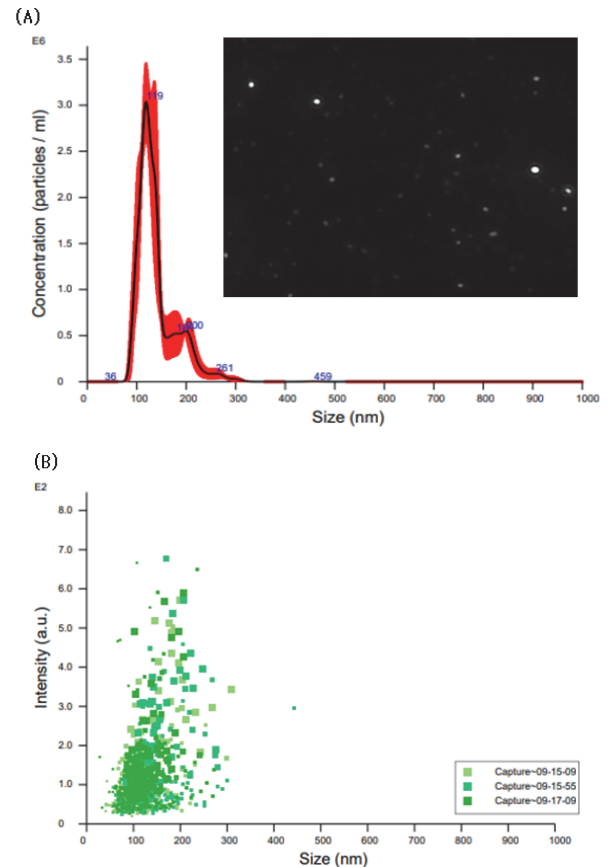 (A)
E6
3.5
3.0
2.5
2.0
1.5
1.0
0.5
0
Concentration (particles / ml)
119
200
36
261
459
0 100 200 300 400 500 600 700 800 900 1000
Size (nm)
(B)
E2
8.0
7.0
6.0
5.0
4.0
3.0
2.0
1.0
0
Intensity (a.u.)
Capture~09-15-09
Capture~09-15-55
Capture~09-17-09
0 100 200 300 400 500 600 700 800 900 1000
Size (nm)